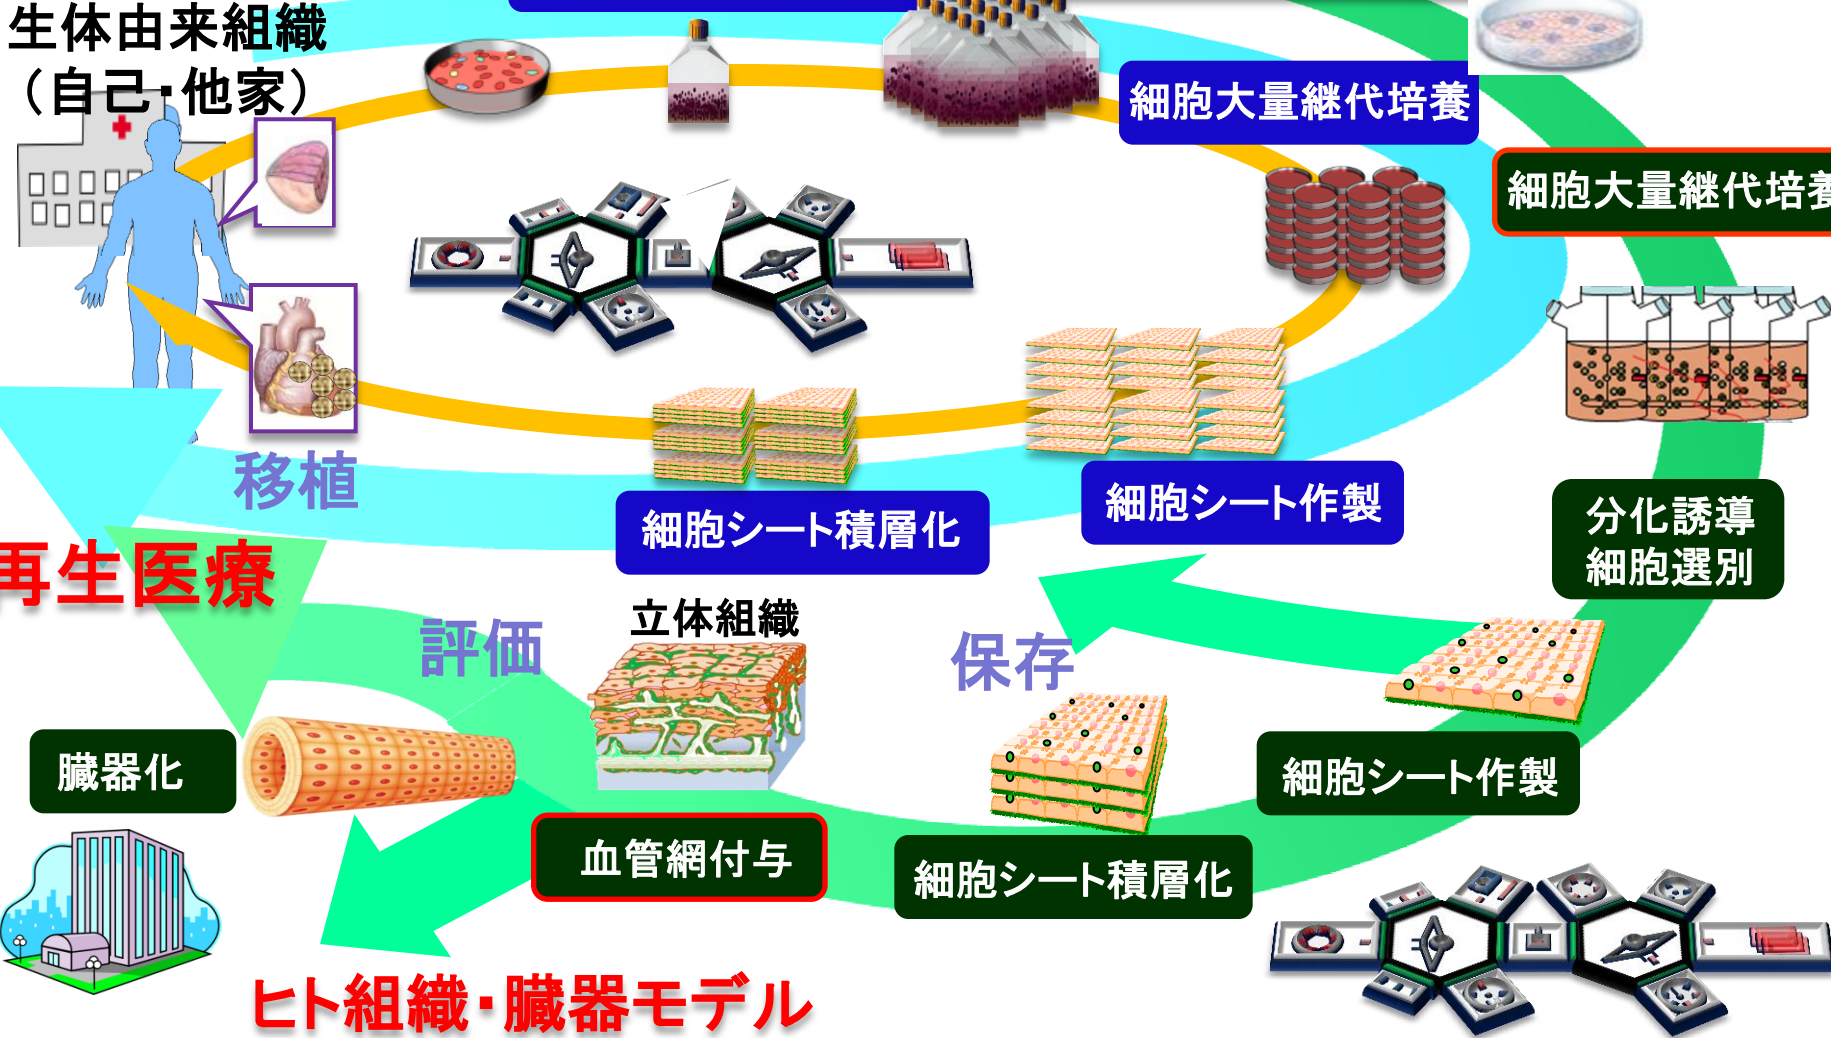 生体由来組織
（自己・他家）
細胞大量継代培養
細胞大量継代培養
移植
細胞シート積層化
細胞シート作製
分化誘導
細胞選別
再生医療
評価
立体組織
保存
臓器化
細胞シート作製
血管網付与
細胞シート積層化
ヒト組織・臓器モデル